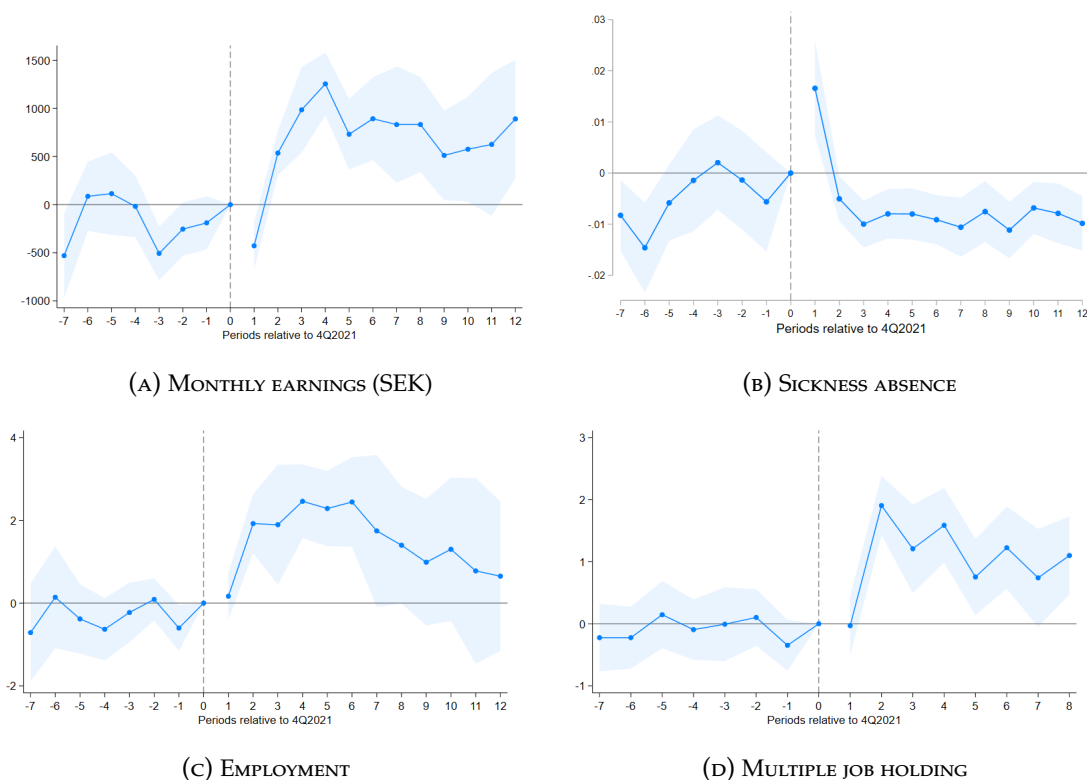 1500
1000
500
0
-500
-1000
-7 -6 -5 -4 -3 -2 -1 0 1 2 3 4 5 6 7 8 9 10 11 12
Periods relative to 4Q2021
(A) Monthly earnings (SEK)
.03
.02
.01
0
-.01
-.02
-7 -6 -5 -4 -3 -2 -1 0 1 2 3 4 5 6 7 8 9 10 11 12
Periods relative to 4Q2021
(B) Sickness absence
4
2
0
-2
-7 -6 -5 -4 -3 -2 -1 0 1 2 3 4 5 6 7 8 9 10 11 12
Periods relative to 4Q2021
(C) Employment
3
2
1
0
-1
-7 -6 -5 -4 -3 -2 -1 0 1 2 3 4 5 6 7 8
Periods relative to 4Q2021
(D) Multiple job holding